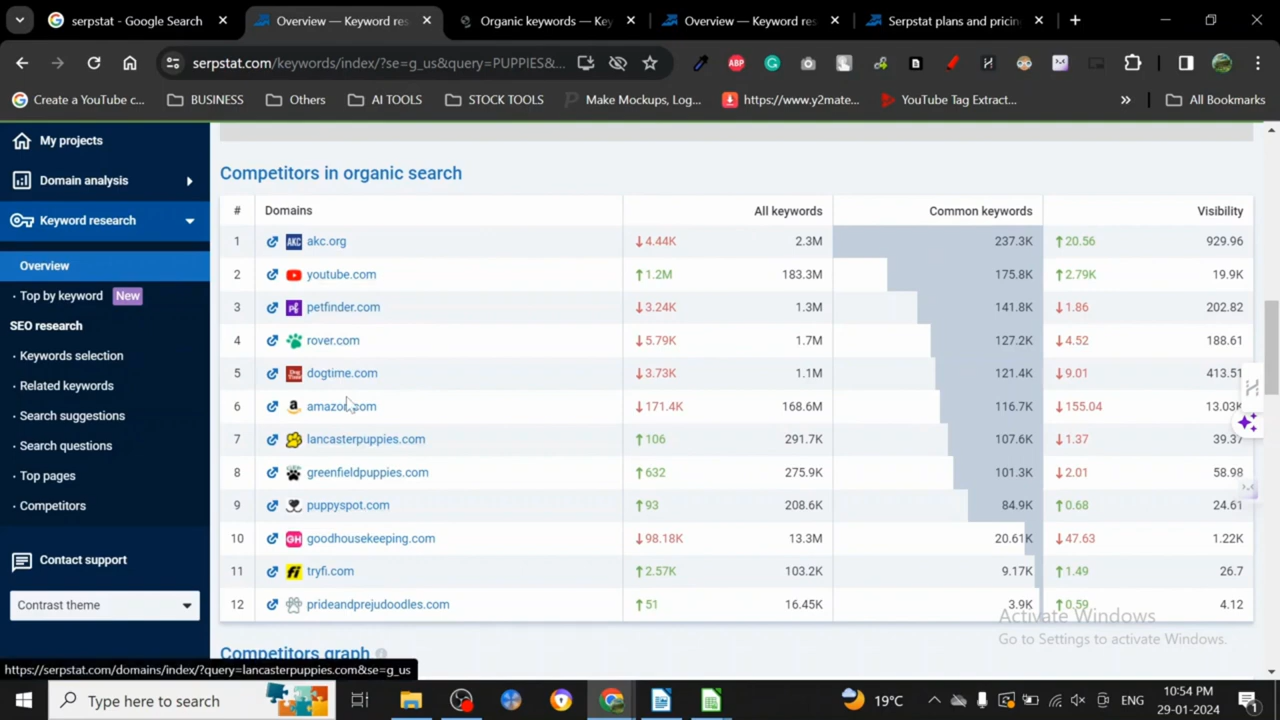 serpstat - Google Search
Overview — Keyword res
Organic keywords — Key
Overview — Keyword res
Serpstat plans and pricin
serpstat.com/keywords/index/?se=g_us&query=PUPPIES&...
ABP
Create a YouTube c...
BUSINESS
Others
AI TOOLS
STOCK TOOLS
Make Mockups, Log...
https://www.y2mate...
YouTube Tag Extract...
»
All Bookmarks
My projects
Domain analysis
Keyword research
Overview
Top by keyword New
SEO research
Keywords selection
Related keywords
Search suggestions
Search questions
Top pages
Competitors
Contact support
Contrast theme
Competitors in organic search
# Domains All keywords Common keywords Visibility
1 AKC akc.org 4.44K 2.3M 237.3K 20.56 929.96
2 youtube.com 1.2M 183.3M 175.8K 2.79K 19.9K
3 petfinder.com 3.24K 1.3M 141.8K 1.86 202.82
4 rover.com 5.79K 1.7M 127.2K 4.52 188.61
5 dogtime.com 3.73K 1.1M 121.4K 9.01 413.51
6 amazon.com 171.4K 168.6M 116.7K 155.04 13.03K
7 lancasterpuppies.com 106 291.7K 107.6K 1.37 39.37
8 greenfieldpuppies.com 632 275.9K 101.3K 2.01 58.98
9 puppyspot.com 93 208.6K 84.9K 0.68 24.61
10 GH goodhousekeeping.com 98.18K 13.3M 20.61K 47.63 1.22K
11 fi tryfi.com 2.57K 103.2K 9.17K 1.49 26.7
12 prideandprejudoodles.com 51 16.45K 3.9K 0.59 4.12
Activate Windows
Go to Settings to activate Windows.
Competitors graph
https://serpstat.com/domains/index/?query=lancasterpuppies.com&se=g_us
Type here to search
19°C
ENG
10:54 PM
29-01-2024
1